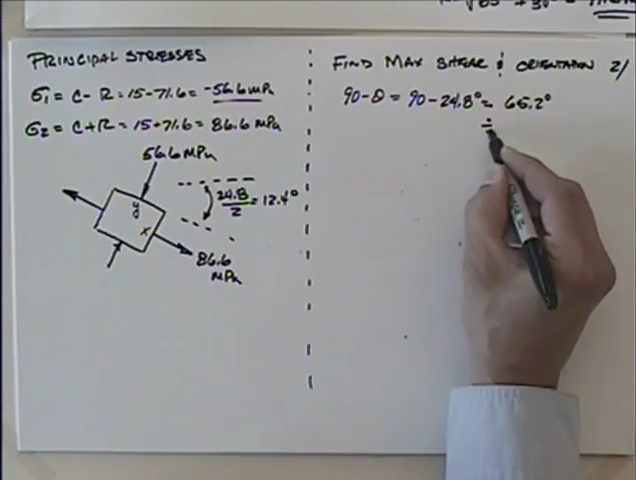 PRINCIPAL STRESSES
σ₁ = C - R = 15 - 71.6 = -56.6 MPa
σ₂ = C + R = 15 + 71.6 = 86.6 MPa
56.6 MPa
24.8/2 = 12.4°
y
x
86.6
MPa
FIND MAX SHEAR & ORIENTATION 2/
90 - θ = 90 - 24.8° = 65.2°
÷